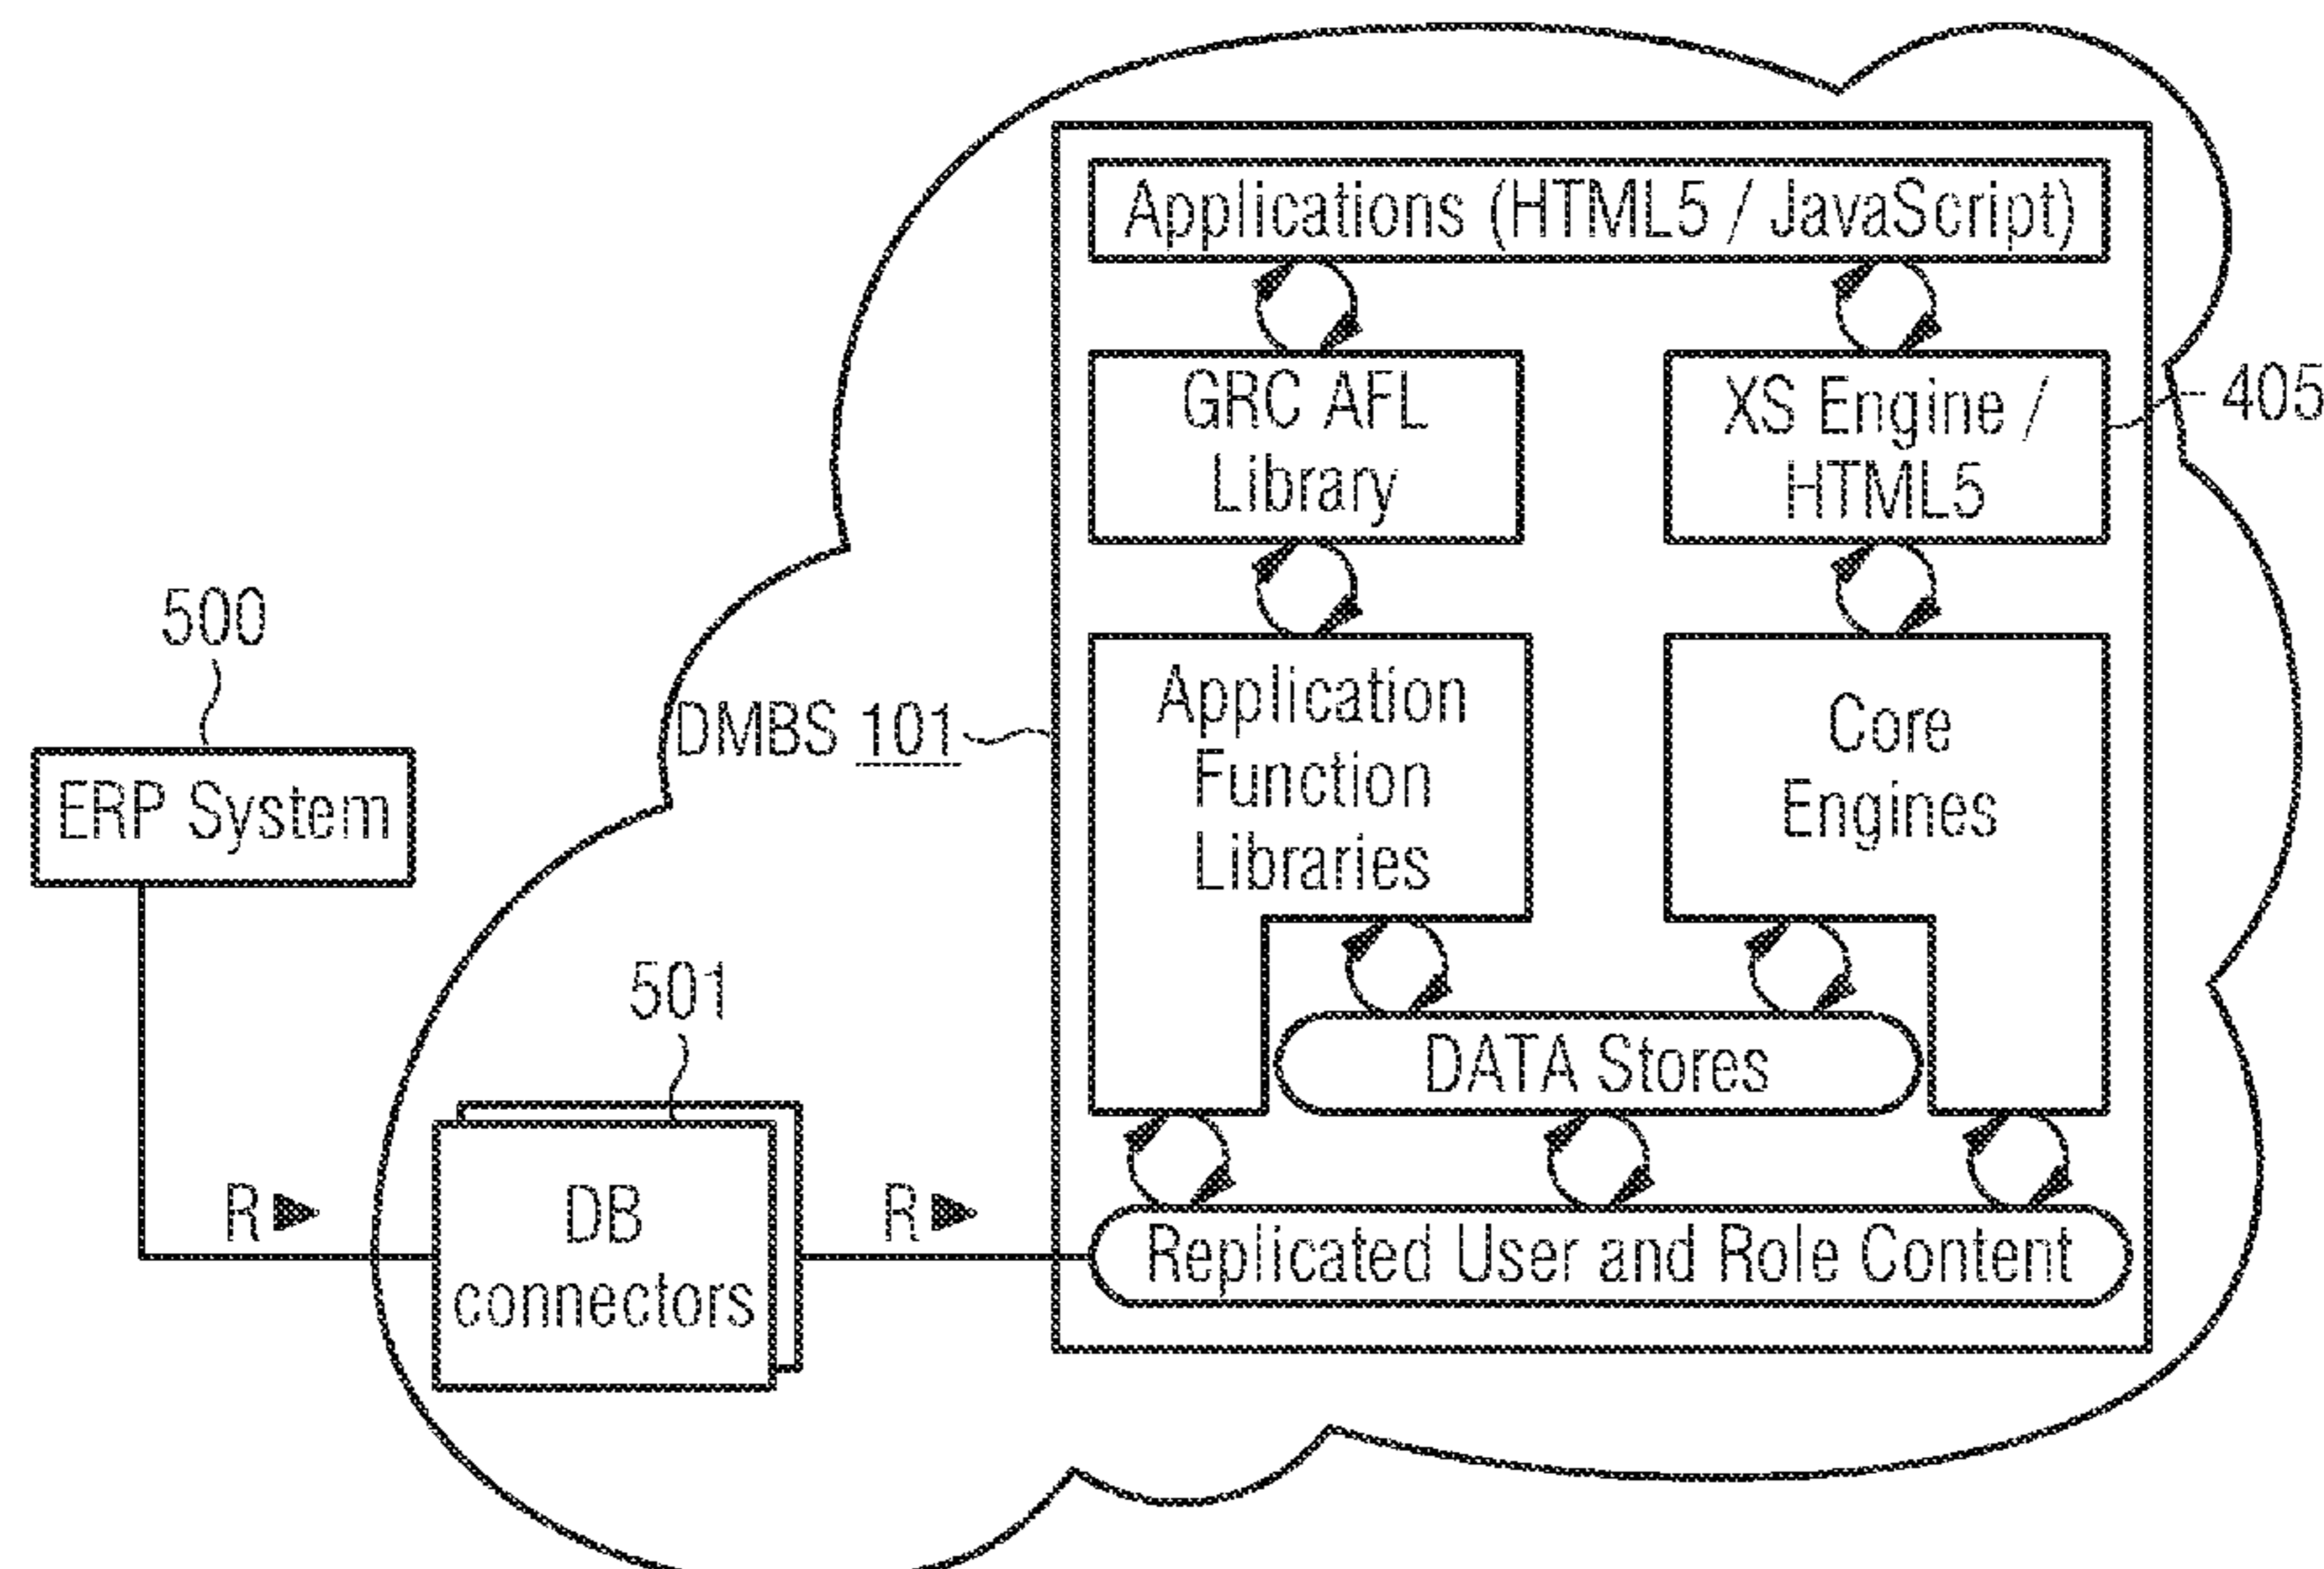 Applications (HTML5 / JavaScript)
GRC AFL
Library
XS Engine /
HTML5
405
500
ERP System
DMBS 101
Application
Function
Libraries
Core
Engines
501
DATA Stores
R
DB
connectors
R
Replicated User and Role Content